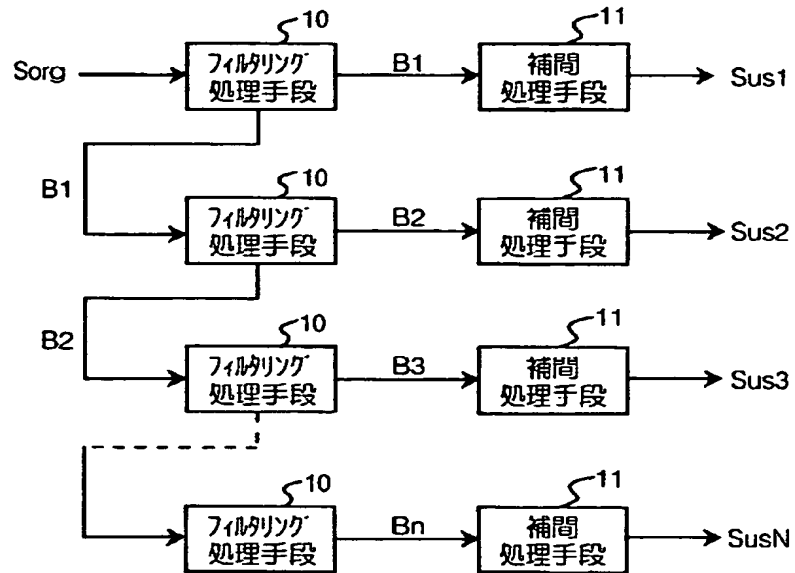 10
11
Sorg
フィルタリング
処理手段
B1
補間
処理手段
Sus1
B1
10
11
フィルタリング
処理手段
B2
補間
処理手段
Sus2
B2
10
11
フィルタリング
処理手段
B3
補間
処理手段
Sus3
10
11
フィルタリング
処理手段
Bn
補間
処理手段
SusN